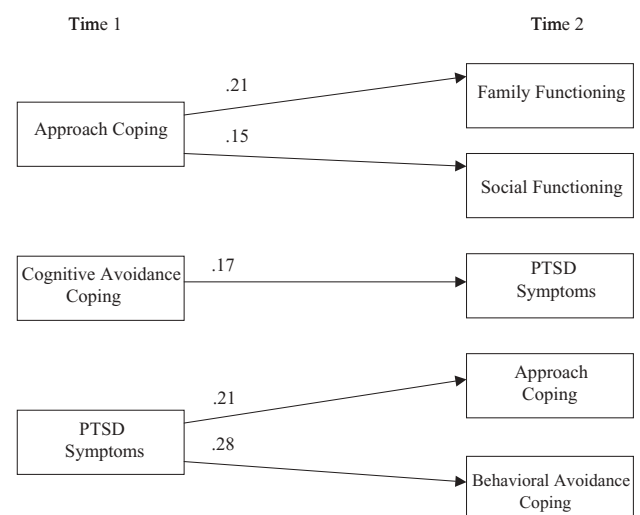 Time 1
Time 2
.21
Family Functioning
Approach Coping
.15
Social Functioning
Cognitive Avoidance
Coping
.17
PTSD
Symptoms
.21
Approach
Coping
PTSD
Symptoms
.28
Behavioral Avoidance
Coping